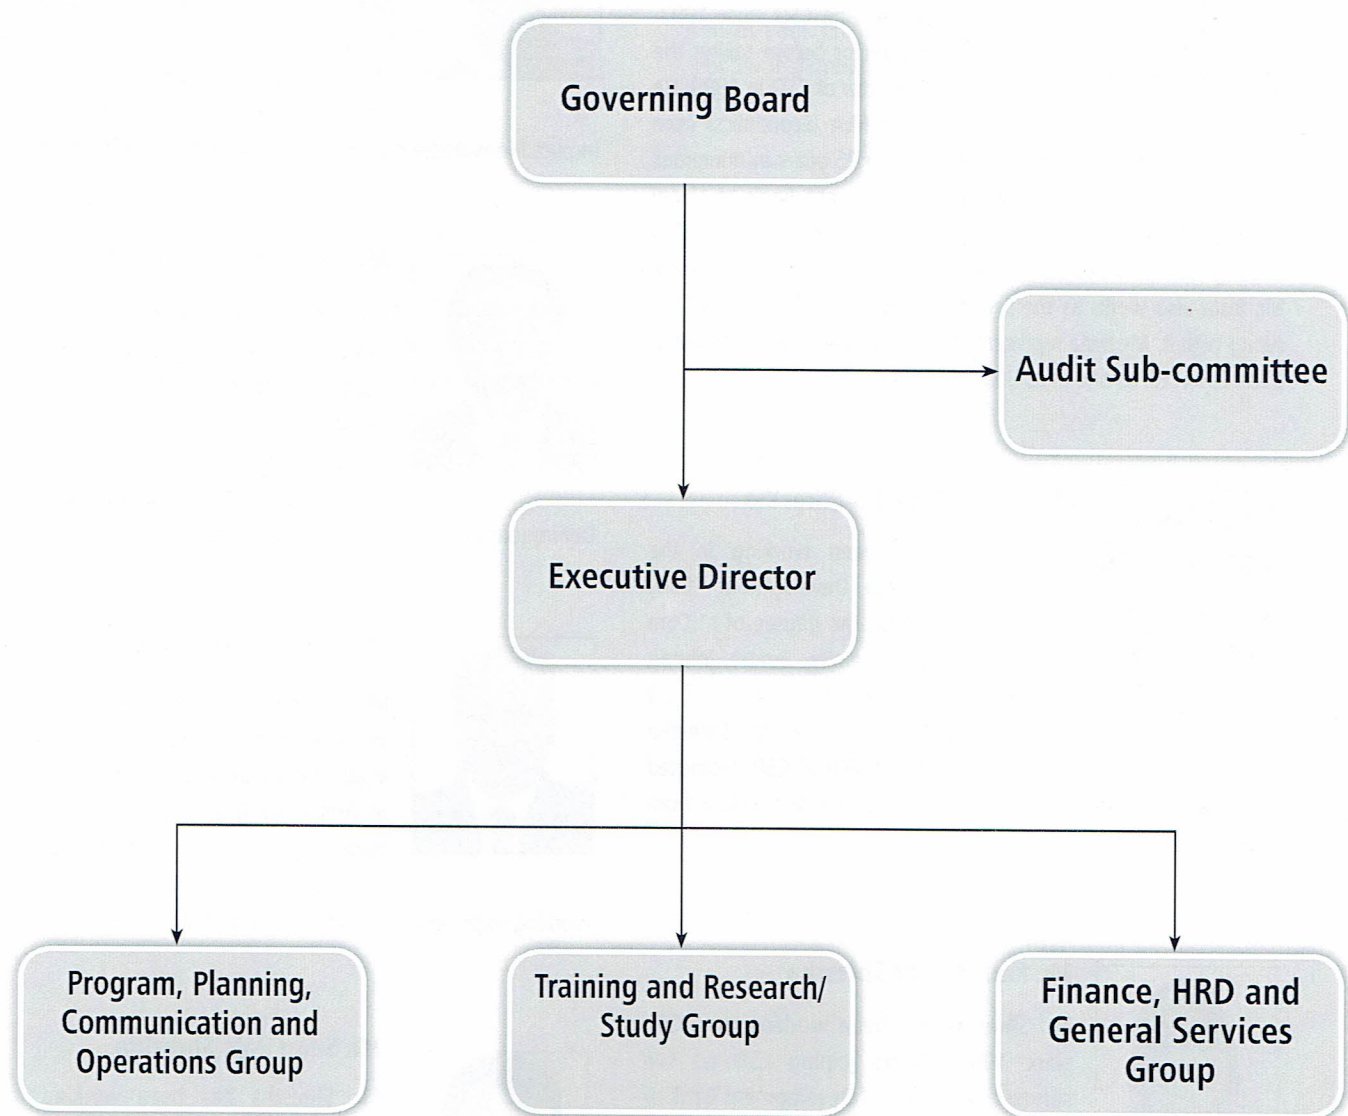 Governing Board
Audit Sub-committee
Executive Director
Program, Planning,
Communication and
Operations Group
Training and Research/
Study Group
Finance, HRD and
General Services
Group